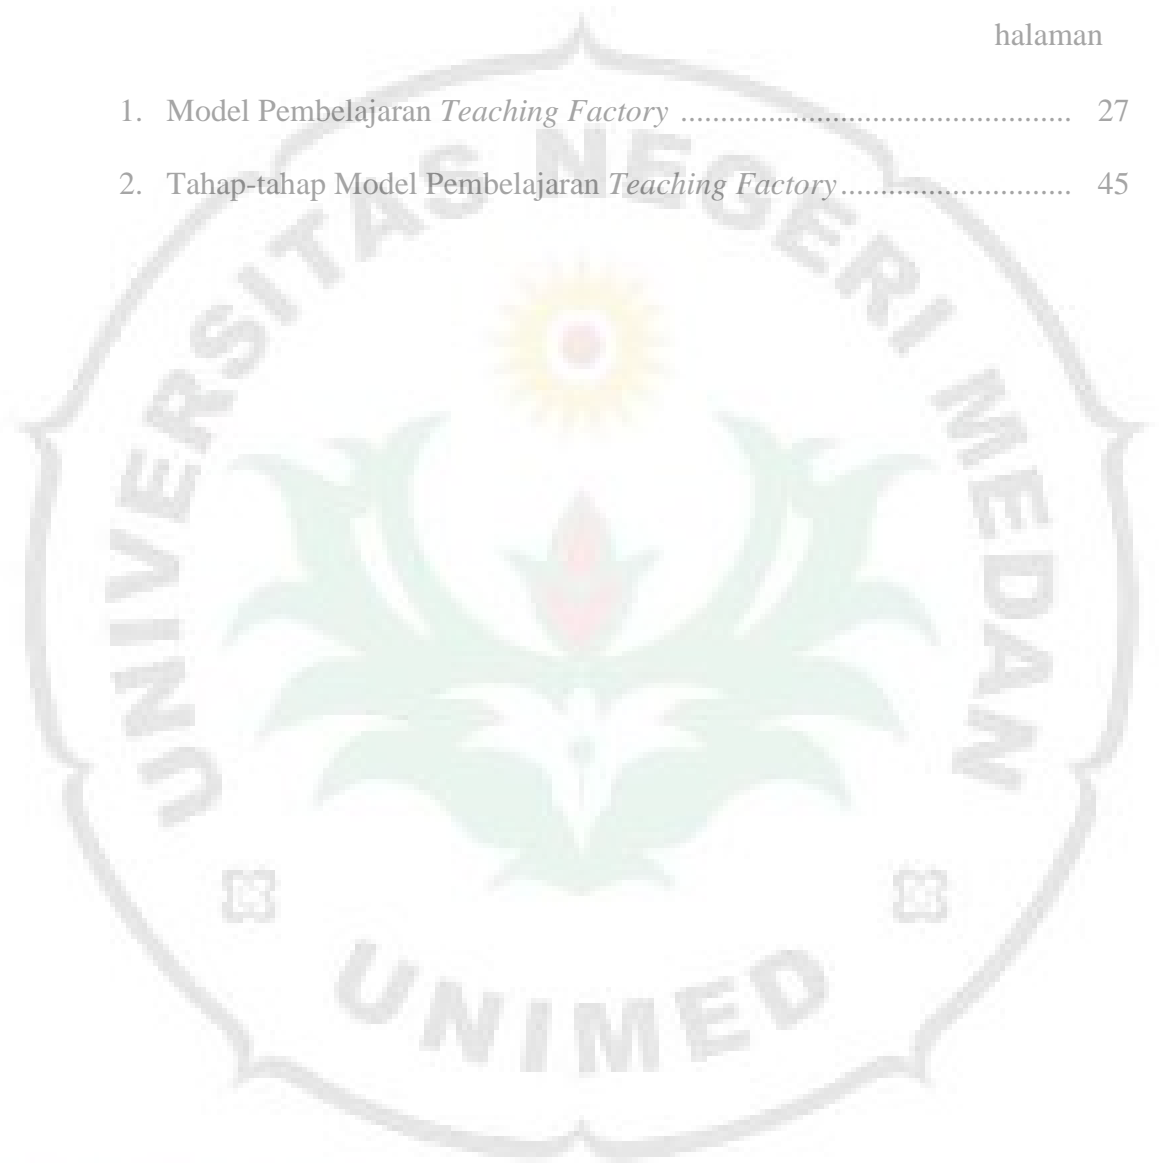 halaman
1. Model Pembelajaran Teaching Factory ................................................ 27
2. Tahap-tahap Model Pembelajaran Teaching Factory ............................ 45
UNIVERSITAS NEGERI MEDAN
UNIMED